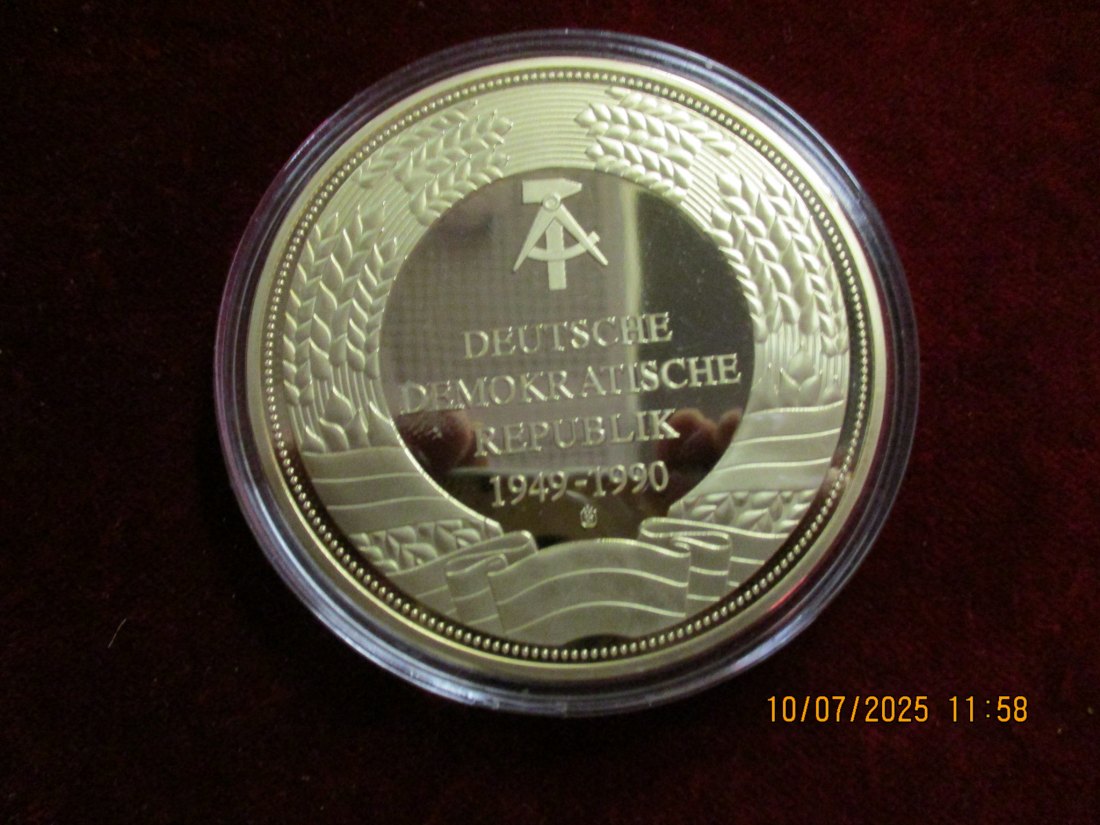 DEUTSCHE
DEMOKRATISCHE
REPUBLIK
1949-1990
10/07/2025 11:58